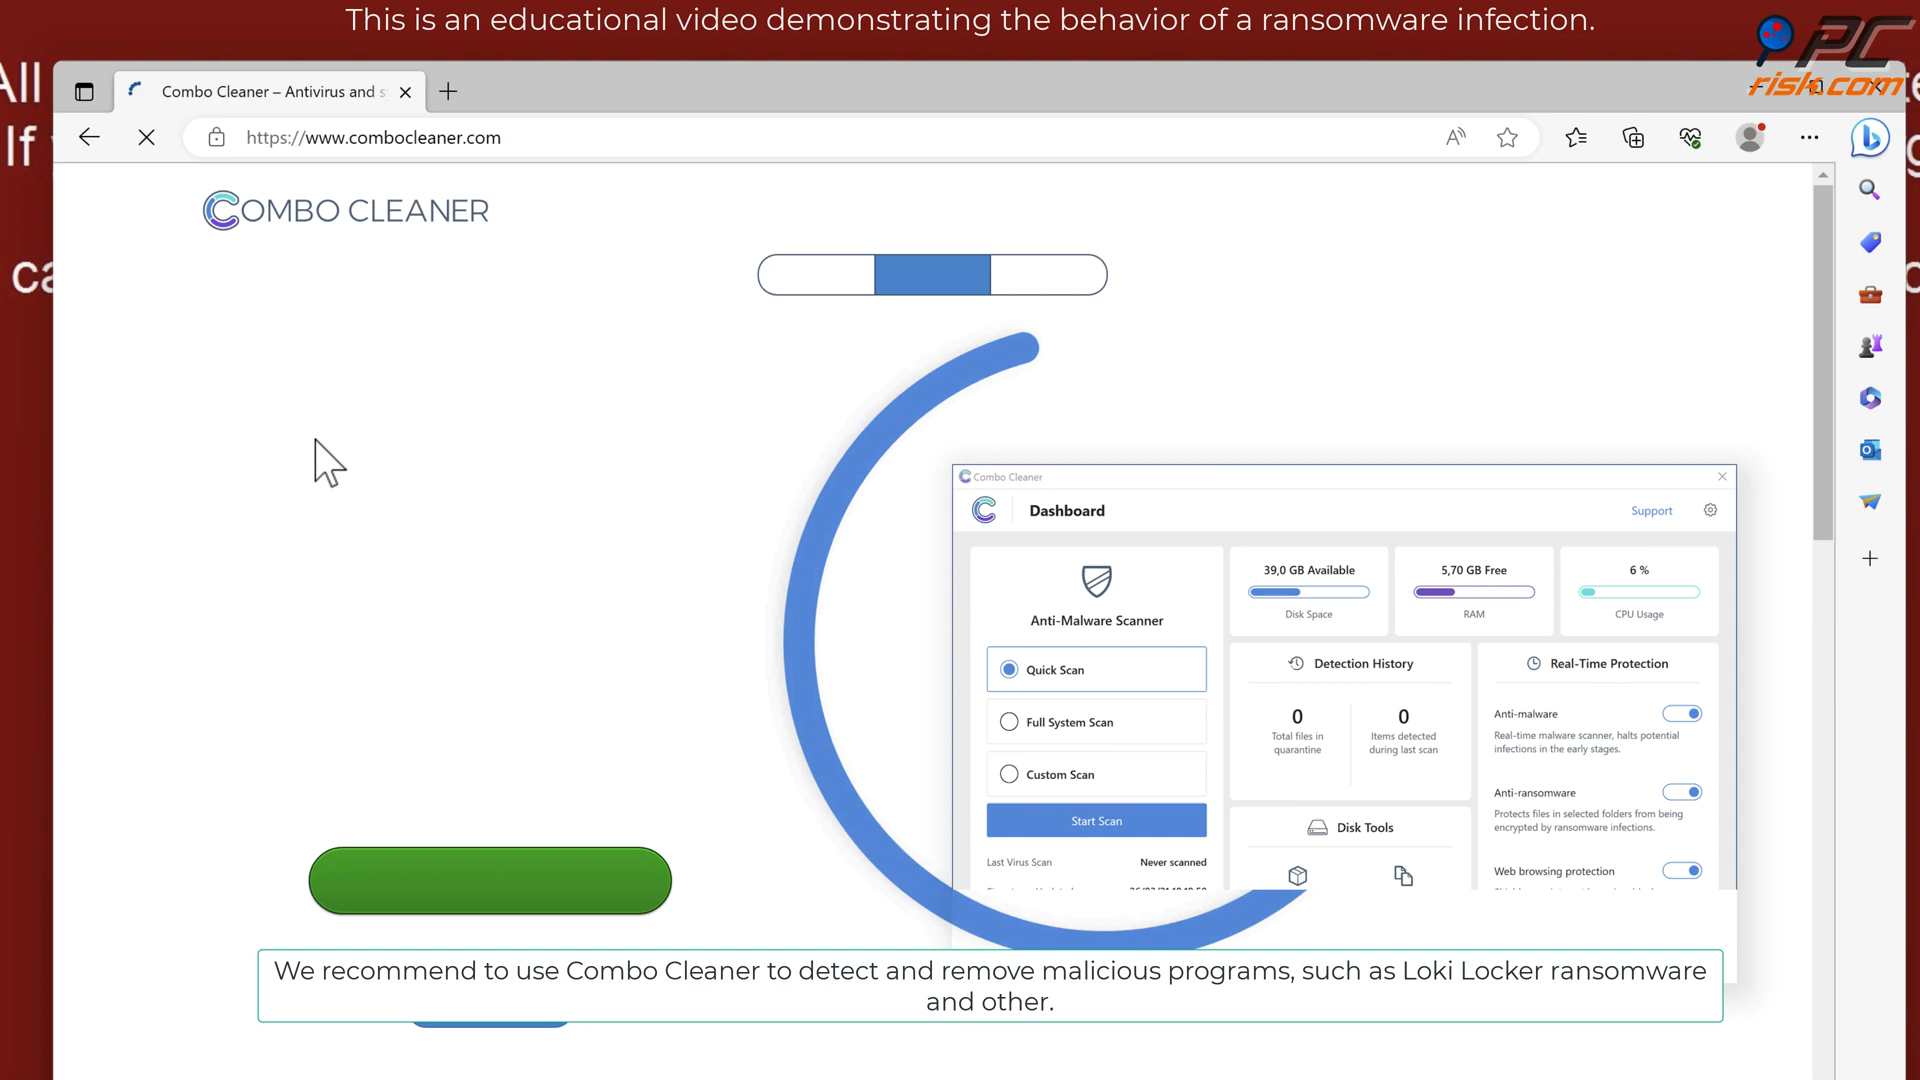 This is an educational video demonstrating the behavior of a ransomware infection.
PC
risk.com
All
Combo Cleaner – Antivirus and s
If
https://www.combocleaner.com
COMBO CLEANER
ca
Combo Cleaner
Dashboard
Support
Anti-Malware Scanner
Quick Scan
Full System Scan
Custom Scan
Start Scan
Last Virus Scan Never scanned
39,0 GB Available
Disk Space
5,70 GB Free
RAM
6 %
CPU Usage
Detection History
0
Total files in
quarantine
0
Items detected
during last scan
Disk Tools
Real-Time Protection
Anti-malware
Real-time malware scanner, halts potential
infections in the early stages.
Anti-ransomware
Protects files in selected folders from being
encrypted by ransomware infections.
Web browsing protection
We recommend to use Combo Cleaner to detect and remove malicious programs, such as Loki Locker ransomware
and other.